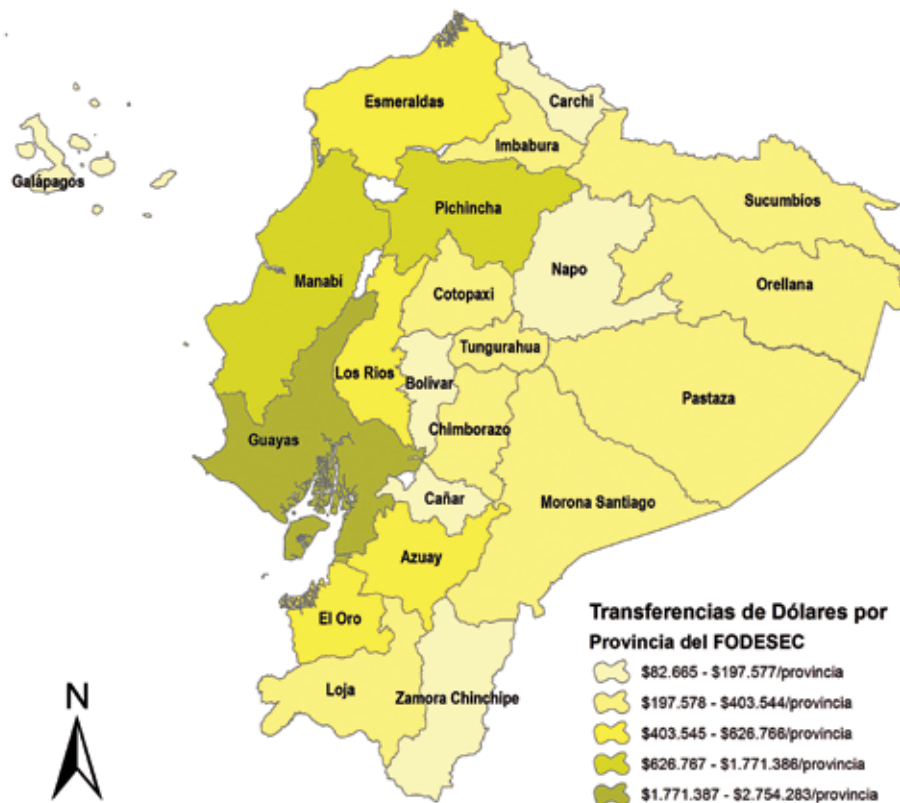 Esmeraldas
Carchi
Imbabura
Galápagos
Sucumbios
Pichincha
Napo
Manabí
Cotopaxi
Orellana
Tungurahua
Los Rios
Bolivar
Pastaza
Guayas
Chimborazo
Cañar
Morona Santiago
Azuay
El Oro
Loja
Zamora Chinchipe
N
Transferencias de Dólares por
Provincia del FODESEC
$82.665 - $197.577/provincia
$197.578 - $403.544/provincia
$403.545 - $626.766/provincia
$626.767 - $1.771.386/provincia
$1.771.387 - $2.754.283/provincia